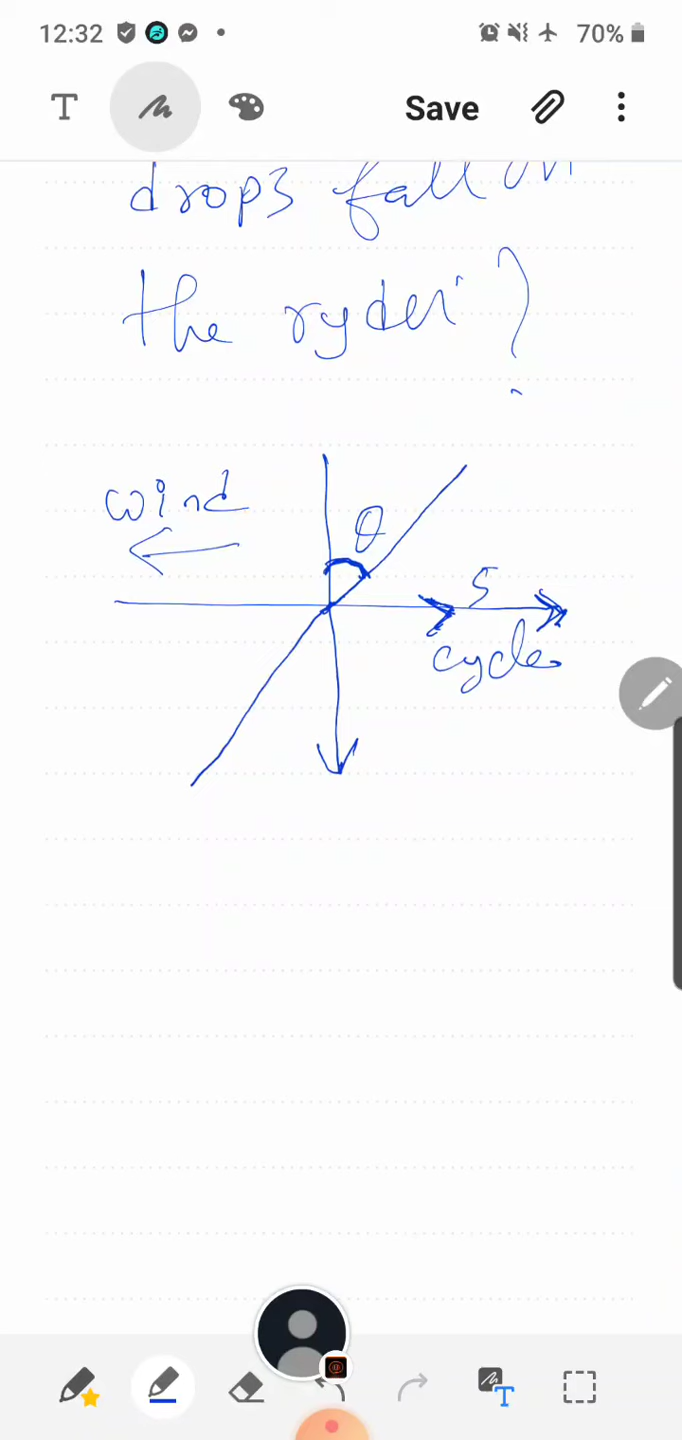 12:32 70%
T Save
drops fall on
the ryder ?
wind
θ
5
cycle
T